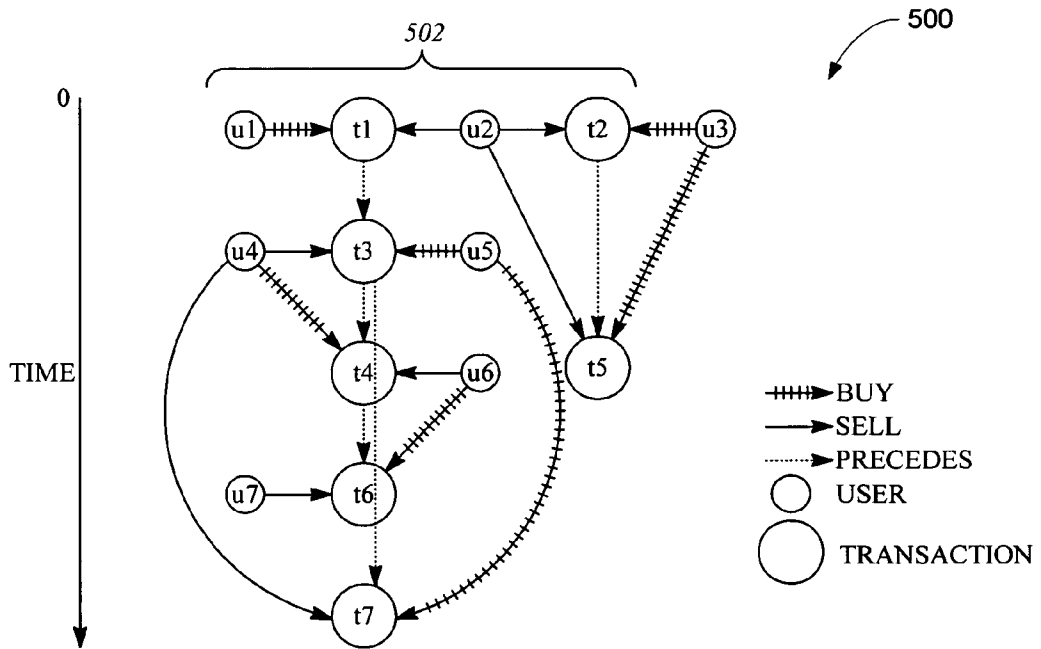 502
500
0
u1 t1 u2 t2 u3
u4 t3 u5
TIME
t4 u6 t5
BUY
SELL
PRECEDES
u7 t6
USER
TRANSACTION
t7